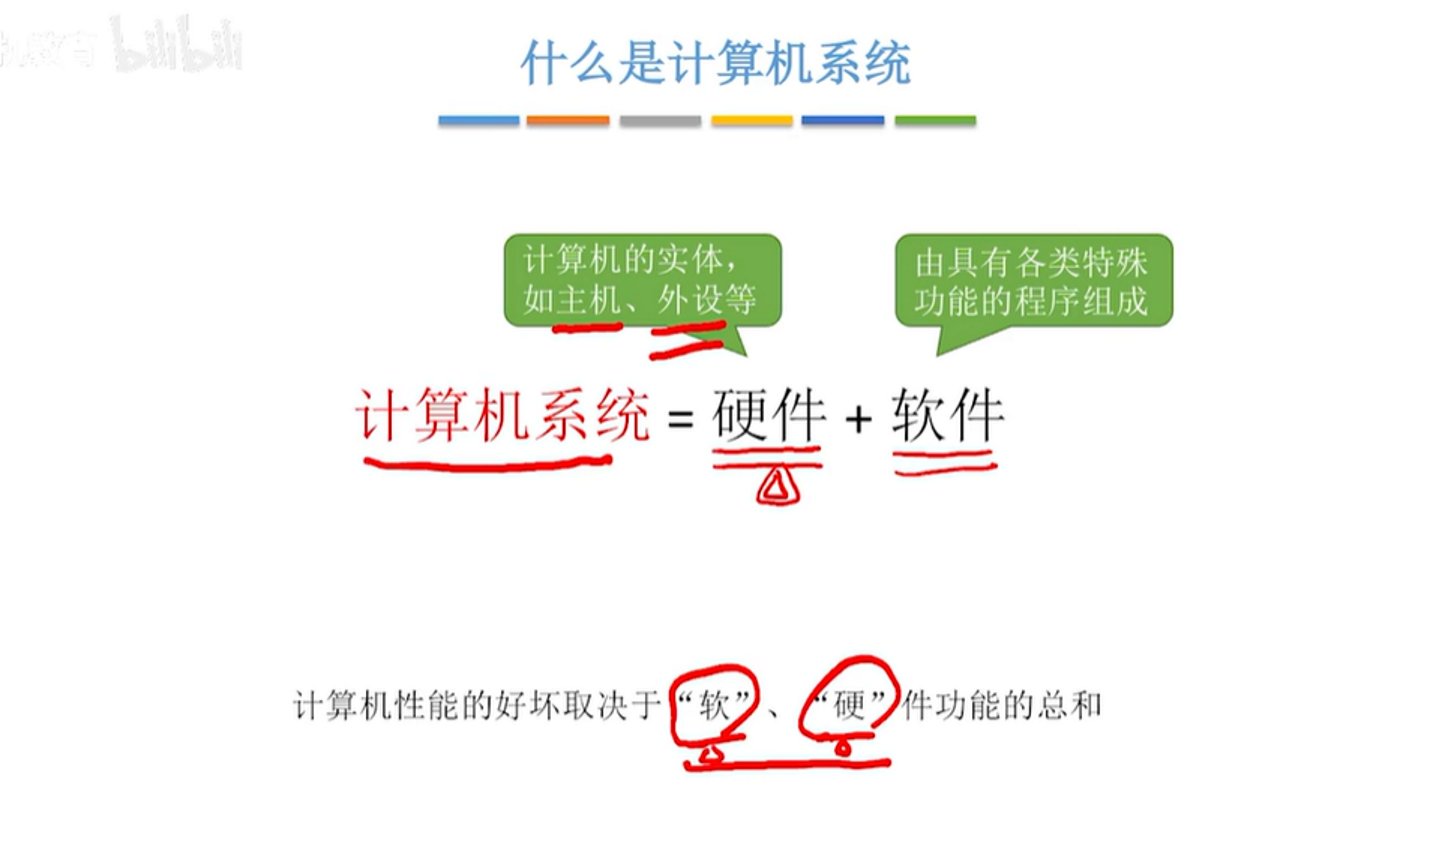 教育 bilibili
什么是计算机系统
计算机的实体，
如主机、外设等
由具有各类特殊
功能的程序组成
计算机系统 = 硬件 + 软件
计算机性能的好坏取决于“软”、“硬”件功能的总和